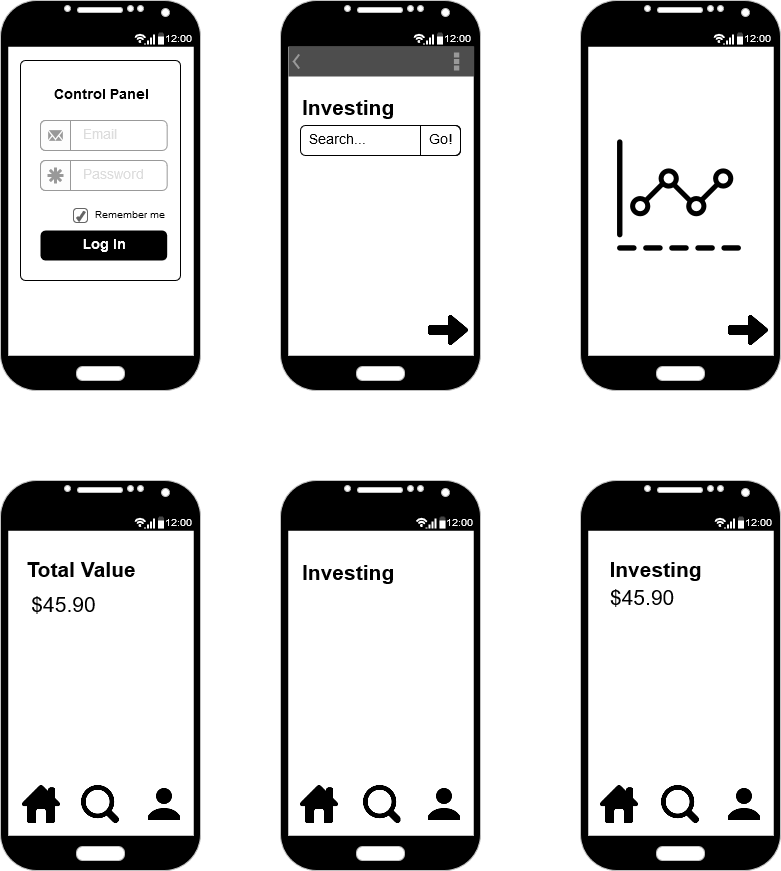 12:00
Control Panel
Email
Password
Remember me
Log In
12:00
Investing
Search...
Go!
12:00
12:00
Total Value
$45.90
12:00
Investing
12:00
Investing
$45.90